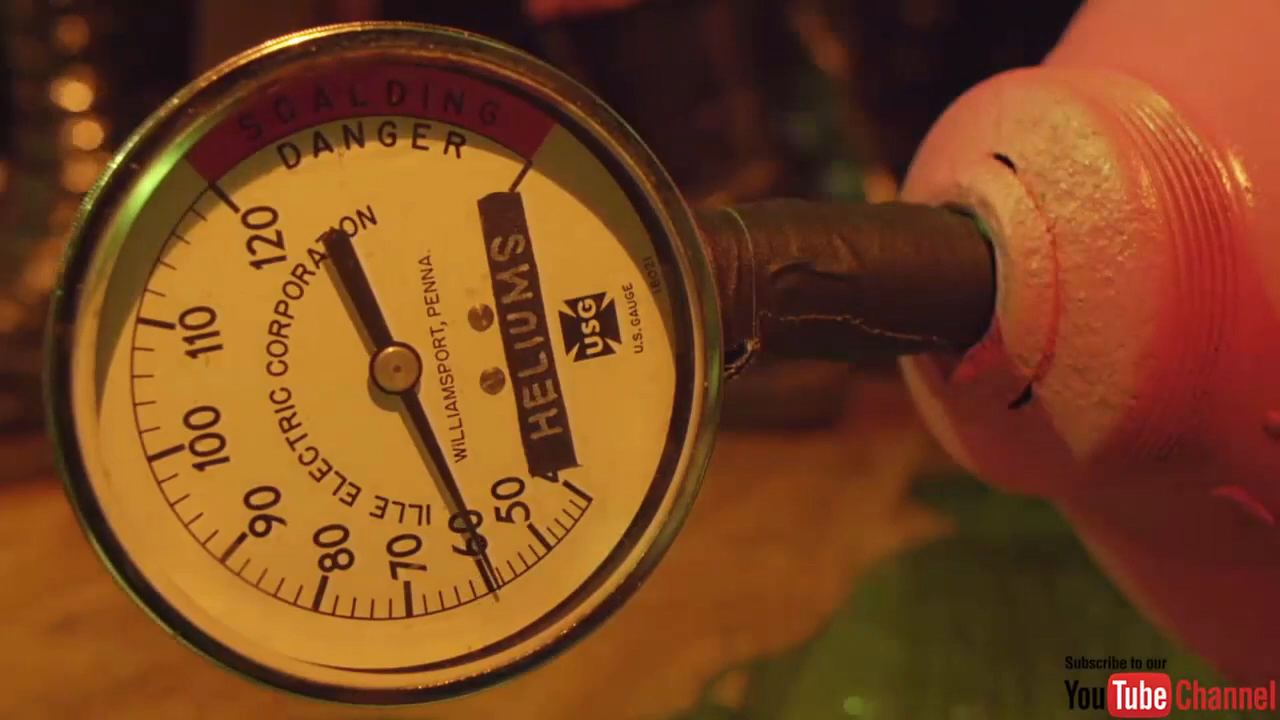 SCALDING
DANGER
120
110
100
90
80
70
60
50
ILLE ELECTRIC CORPORATION
WILLIAMSPORT, PENNA.
HELIUMS
USG
U.S. GAUGE
Subscribe to our
YouTube Channel